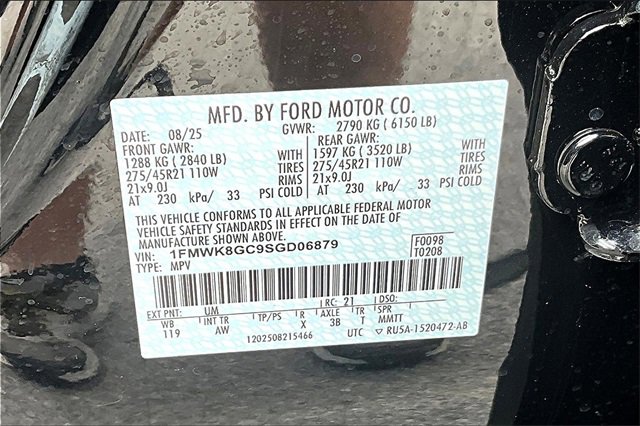 MFD. BY FORD MOTOR CO.
DATE: 08/25 GVWR: 2790 KG ( 6150 LB)
FRONT GAWR: REAR GAWR:
1288 KG ( 2840 LB) WITH 1597 KG ( 3520 LB) WITH
275/45R21 110W TIRES 275/45R21 110W TIRES
21x9.0J RIMS 21x9.0J RIMS
AT 230 kPa/ 33 PSI COLD AT 230 kPa/ 33 PSI COLD
THIS VEHICLE CONFORMS TO ALL APPLICABLE FEDERAL MOTOR
VEHICLE SAFETY STANDARDS IN EFFECT ON THE DATE OF
MANUFACTURE SHOWN ABOVE.
VIN: 1FMWK8GC9SGD06879 F0098
TYPE: MPV T0208
EXT PNT: UM RC: 21 DSO:
WB INT TR TP/PS R AXLE TR SPR
119 AW X 3B T MMTT
1202508215466 UTC RU5A-1520472-AB